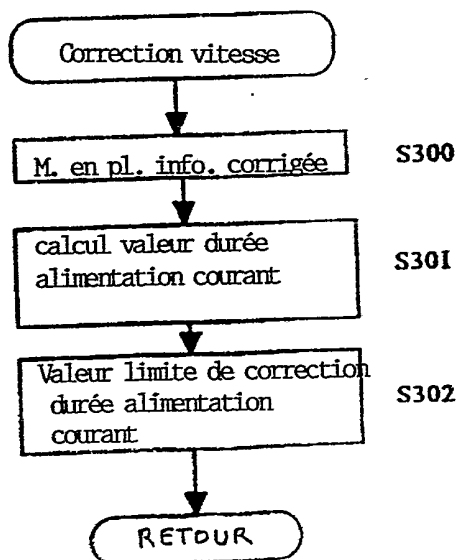 Correction vitesse
M. en pl. info. corrigée
S300
calcul valeur durée
alimentation courant
S301
Valeur limite de correction
durée alimentation
courant
S302
RETOUR